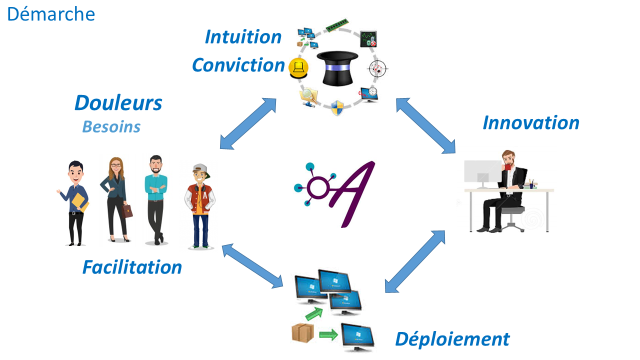 Démarche
Intuition
Conviction
Douleurs
Besoins
Innovation
Facilitation
Déploiement